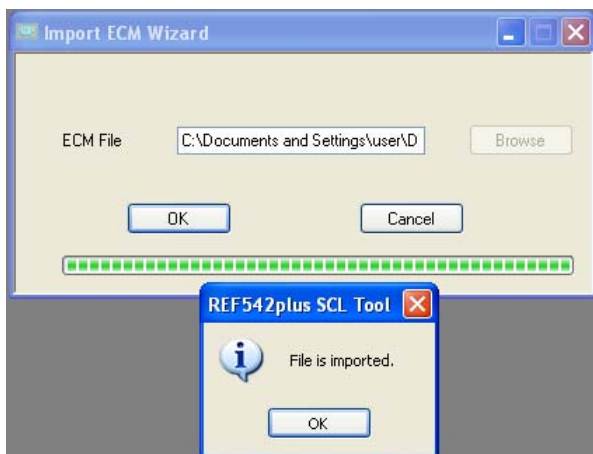 Import ECM Wizard
ECM File
C:\Documents and Settings\user\D
Browse
OK
Cancel
REF542plus SCL Tool
File is imported.
OK